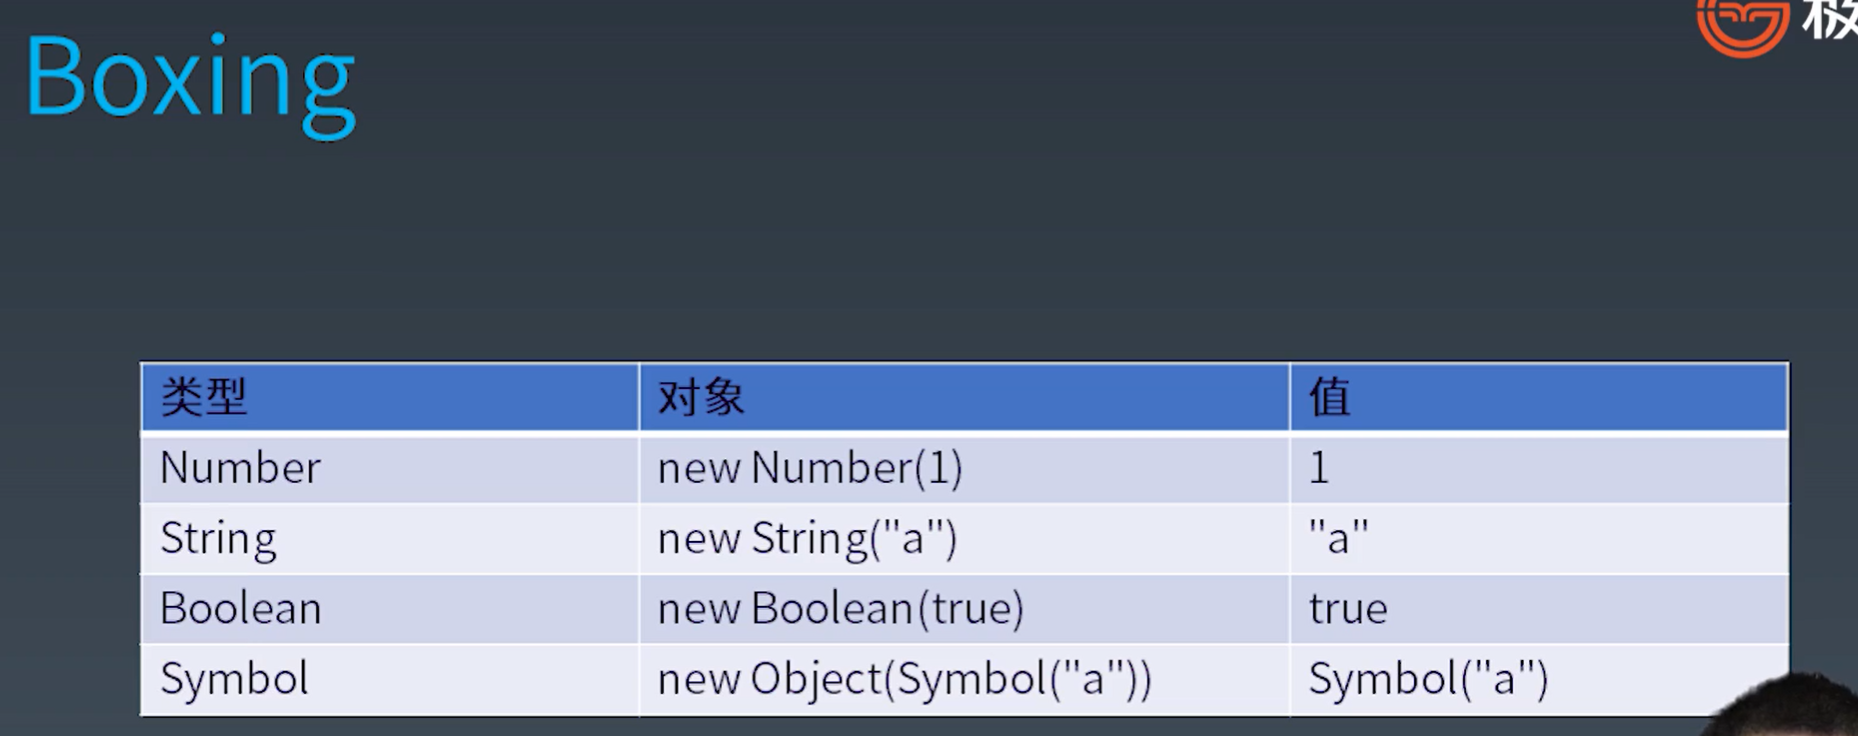 Boxing
极
类型 对象 值
Number new Number(1) 1
String new String("a") "a"
Boolean new Boolean(true) true
Symbol new Object(Symbol("a")) Symbol("a")